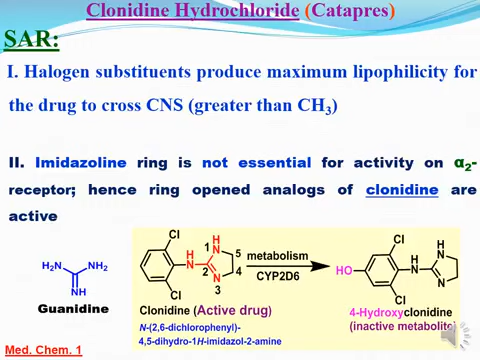 Clonidine Hydrochloride (Catapres)
SAR:
I. Halogen substituents produce maximum lipophilicity for
the drug to cross CNS (greater than CH3)
II. Imidazoline ring is not essential for activity on α2-
receptor; hence ring opened analogs of clonidine are
active
H2N NH2
NH
Guanidine
Cl
H
N
Cl
H
N
1 5
2 4
N
3
Clonidine (Active drug)
N-(2,6-dichlorophenyl)-
4,5-dihydro-1H-imidazol-2-amine
metabolism
CYP2D6
Cl
H
N
HO
Cl
H
N
N
4-Hydroxyclonidine
(inactive metabolite)
Med. Chem. 1